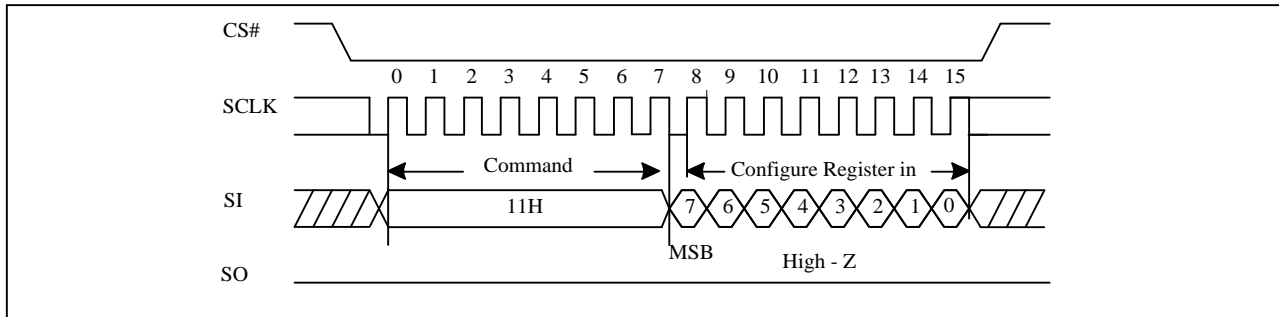 CS#
0 1 2 3 4 5 6 7 8 9 10 11 12 13 14 15
SCLK
Command Configure Register in
SI 11H 7 6 5 4 3 2 1 0
MSB
High - Z
SO